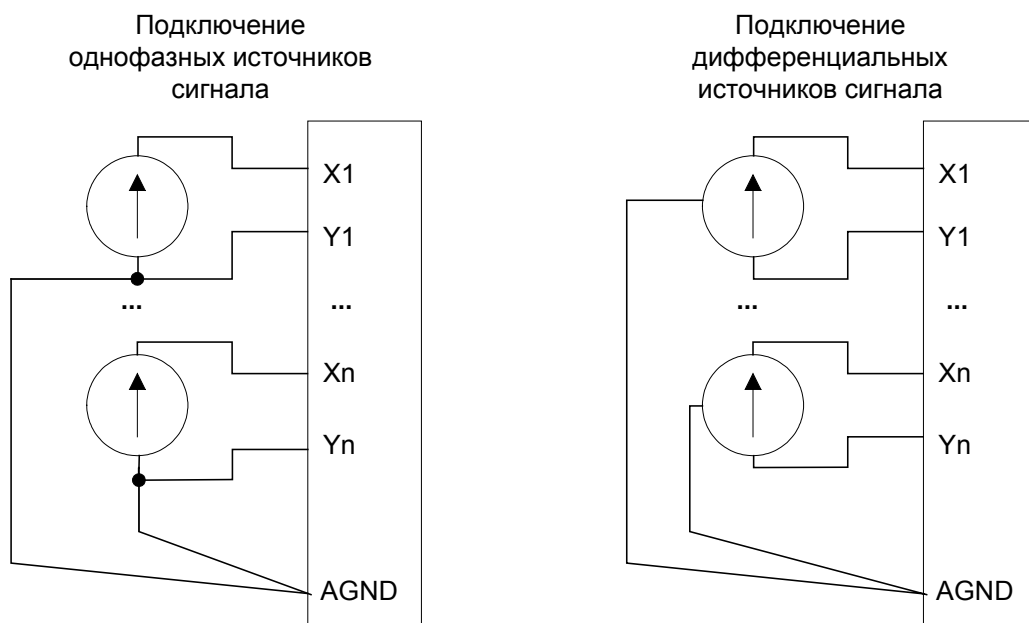 Подключение
однофазных источников
сигнала
X1
Y1
... ...
Xn
Yn
AGND
Подключение
дифференциальных
источников сигнала
X1
Y1
... ...
Xn
Yn
AGND